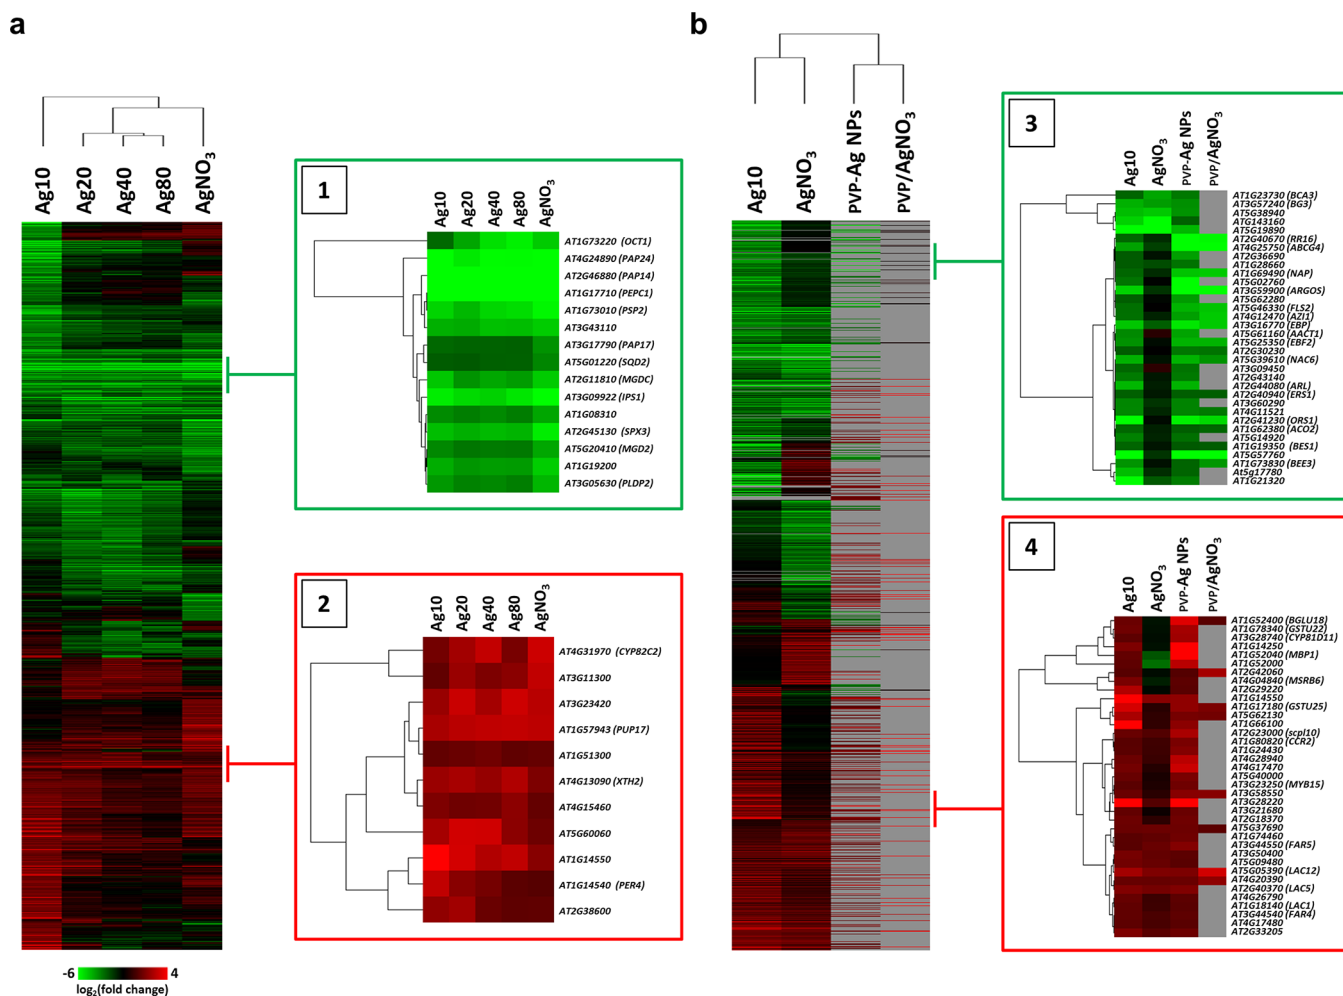 a
Ag10
Ag20
Ag40
Ag80
AgNO3
-6
4
log2(fold change)
1
Ag10
Ag20
Ag40
Ag80
AgNO3
AT1G73220 (OCT1)
AT4G24890 (PAP24)
AT2G46880 (PAP14)
AT1G17710 (PEPC1)
AT1G73010 (PSP2)
AT3G43110
AT3G17790 (PAP17)
AT5G01220 (SQD2)
AT2G11810 (MGDC)
AT3G09922 (IPS1)
AT1G08310
AT2G45130 (SPX3)
AT5G20410 (MGD2)
AT1G19200
AT3G05630 (PLDP2)
2
Ag10
Ag20
Ag40
Ag80
AgNO3
AT4G31970 (CYP82C2)
AT3G11300
AT3G23420
AT1G57943 (PUP17)
AT1G51300
AT4G13090 (XTH2)
AT4G15460
AT5G60060
AT1G14550
AT1G14540 (PER4)
AT2G38600
b
Ag10
AgNO3
PVP-Ag NPs
PVP/AgNO3
3
Ag10
AgNO3
PVP-Ag NPs
PVP/AgNO3
AT1G23730 (BCA3)
AT3G57240 (BG3)
AT5G38940
ATG143160
AT5G19890
AT2G40670 (RR16)
AT4G25750 (ABCG4)
AT2G36690
AT1G28660
AT1G69490 (NAP)
AT5G02760
AT3G59900 (ARGOS)
AT5G62280
AT5G46330 (FLS2)
AT4G12470 (AZI1)
AT3G16770 (EBP)
AT5G61160 (AACT1)
AT5G25350 (EBF2)
AT2G30230
AT5G39610 (NAC6)
AT3G09450
AT2G43140
AT2G44080 (ARL)
AT2G40940 (ERS1)
AT3G60290
AT4G11521
AT2G41230 (ORS1)
AT1G62380 (ACO2)
AT5G14920
AT1G19350 (BES1)
AT5G57760
AT1G73830 (BEE3)
At5g17780
AT1G21320
4
Ag10
AgNO3
PVP-Ag NPs
PVP/AgNO3
AT1G52400 (BGLU18)
AT1G78340 (GSTU22)
AT3G28740 (CYP81D11)
AT1G14250
AT1G52040 (MBP1)
AT1G52000
AT2G42060
AT4G04840 (MSRB6)
AT2G29220
AT1G14550
AT1G17180 (GSTU25)
AT5G62130
AT1G66100
AT2G23000 (scpl10)
AT1G80820 (CCR2)
AT1G24430
AT4G28940
AT4G17470
AT5G40000
AT3G23250 (MYB15)
AT3G58550
AT3G28220
AT3G21680
AT2G18370
AT5G37690
AT1G74460
AT3G44550 (FAR5)
AT3G50400
AT5G09480
AT5G05390 (LAC12)
AT4G20390
AT2G40370 (LAC5)
AT4G26790
AT1G18140 (LAC1)
AT3G44540 (FAR4)
AT4G17480
AT2G33205